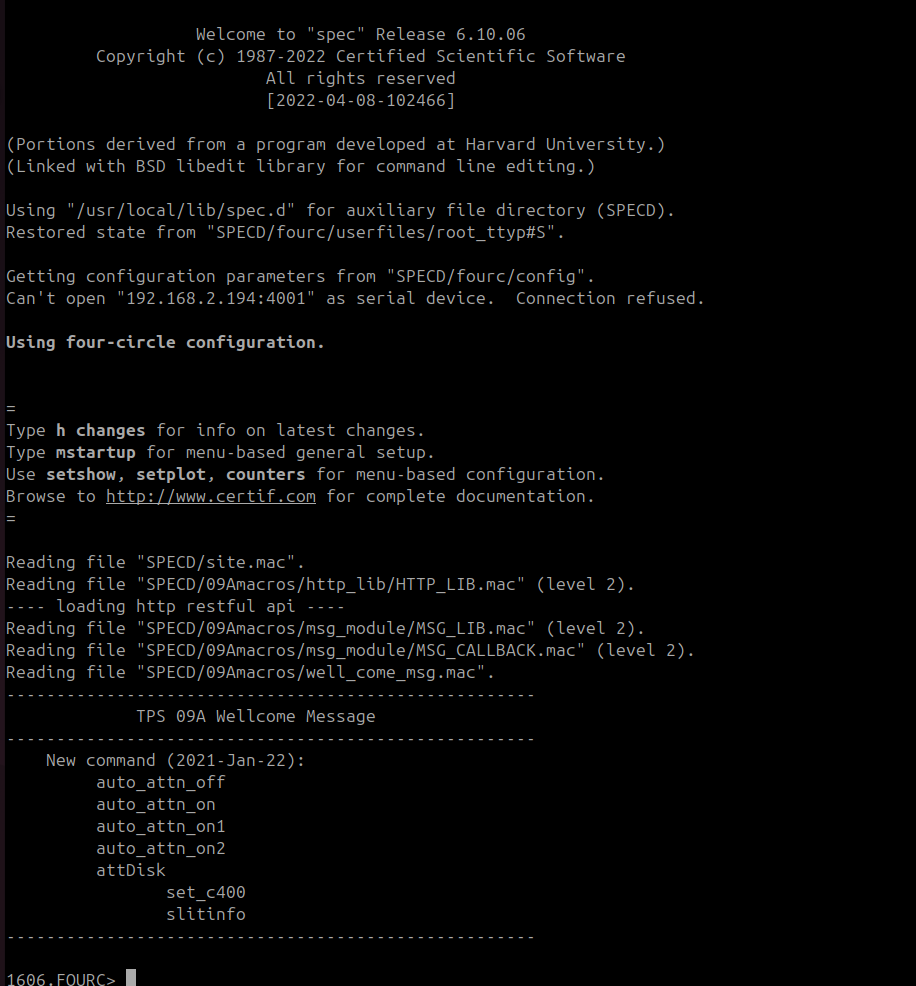 Welcome to "spec" Release 6.10.06
Copyright (c) 1987-2022 Certified Scientific Software
All rights reserved
[2022-04-08-102466]
(Portions derived from a program developed at Harvard University.)
(Linked with BSD libedit library for command line editing.)
Using "/usr/local/lib/spec.d" for auxiliary file directory (SPECD).
Restored state from "SPECD/fourc/userfiles/root_ttyp#S".
Getting configuration parameters from "SPECD/fourc/config".
Can't open "192.168.2.194:4001" as serial device.  Connection refused.
Using four-circle configuration.
=
Type h changes for info on latest changes.
Type mstartup for menu-based general setup.
Use setshow, setplot, counters for menu-based configuration.
Browse to http://www.certif.com for complete documentation.
=
Reading file "SPECD/site.mac".
Reading file "SPECD/09Amacros/http_lib/HTTP_LIB.mac" (level 2).
---- loading http restful api ----
Reading file "SPECD/09Amacros/msg_module/MSG_LIB.mac" (level 2).
Reading file "SPECD/09Amacros/msg_module/MSG_CALLBACK.mac" (level 2).
Reading file "SPECD/09Amacros/well_come_msg.mac".
-----------------------------------------------------
TPS 09A Wellcome Message
-----------------------------------------------------
New command (2021-Jan-22):
auto_attn_off
auto_attn_on
auto_attn_on1
auto_attn_on2
attDisk
set_c400
slitinfo
-----------------------------------------------------
1606.FOURC>